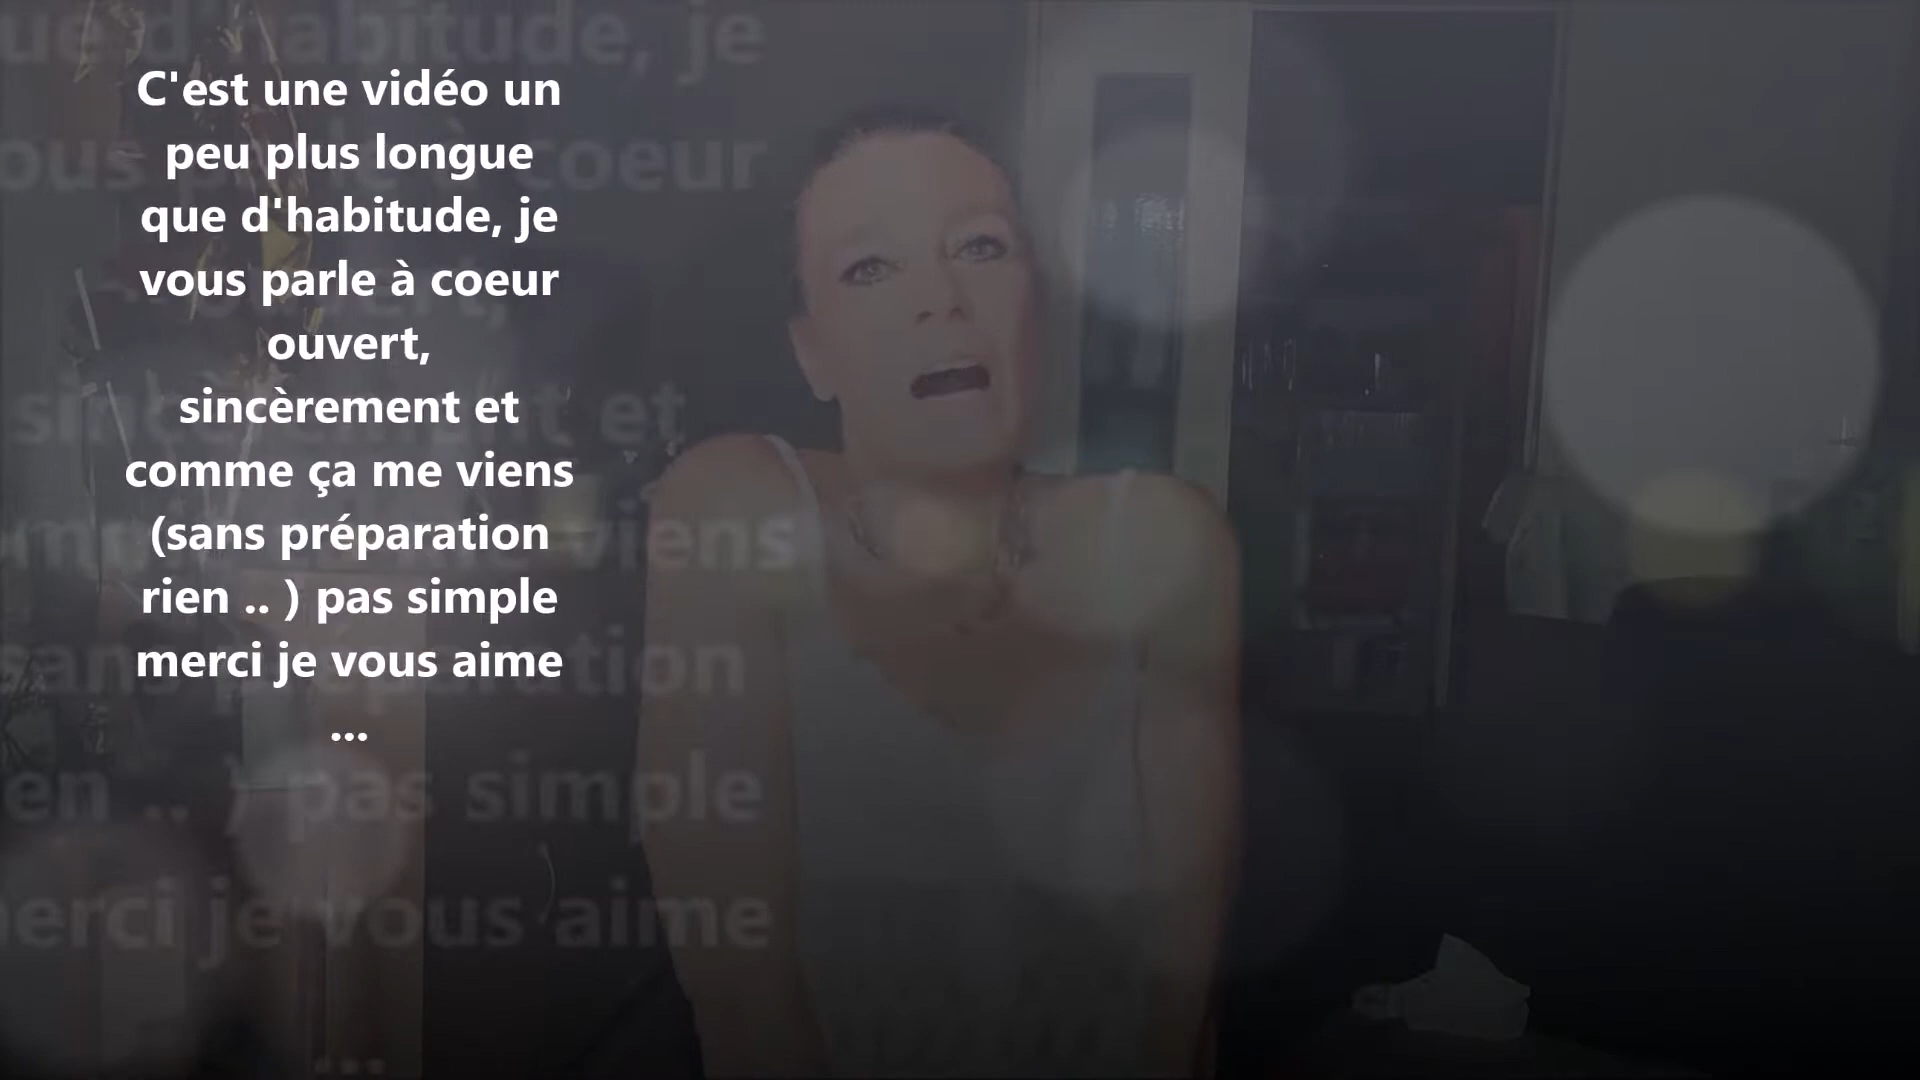 C'est une vidéo un
peu plus longue
que d'habitude, je
vous parle à coeur
ouvert,
sincèrement et
comme ça me viens
(sans préparation
rien .. ) pas simple
merci je vous aime
...